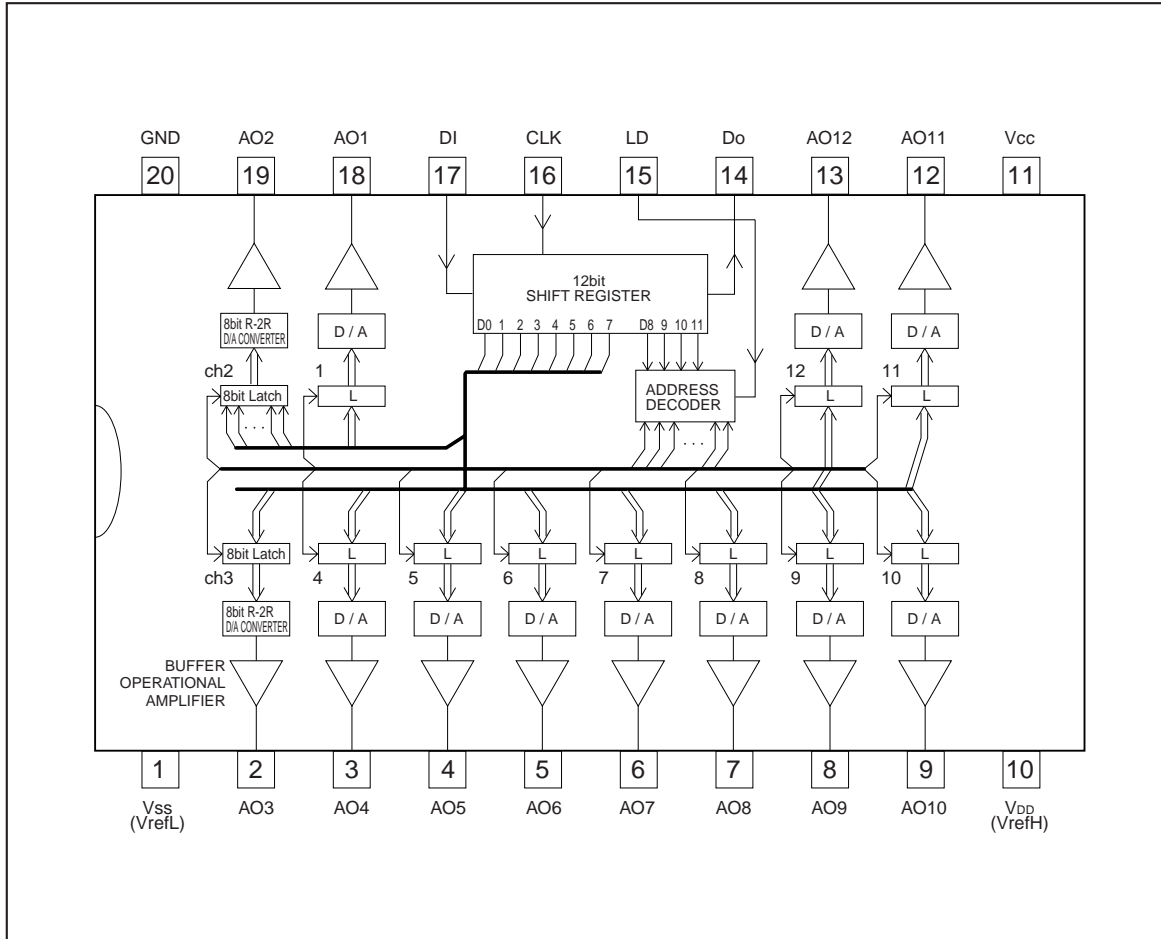 GND AO2 AO1 DI CLK LD Do AO12 AO11 Vcc
20 19 18 17 16 15 14 13 12 11
12bit
SHIFT REGISTER
D0 1 2 3 4 5 6 7 D8 9 10 11
8bit R-2R
D/A CONVERTER
D / A
D / A
D / A
ch2 1 12 11
8bit Latch L L L
ADDRESS
DECODER
. . . . . .
8bit Latch L L L L L L L
ch3 4 5 6 7 8 9 10
8bit R-2R
D/A CONVERTER
D / A D / A D / A D / A D / A D / A D / A
BUFFER
OPERATIONAL
AMPLIFIER
1 2 3 4 5 6 7 8 9 10
Vss AO3 AO4 AO5 AO6 AO7 AO8 AO9 AO10 VDD
(VrefL) (VrefH)